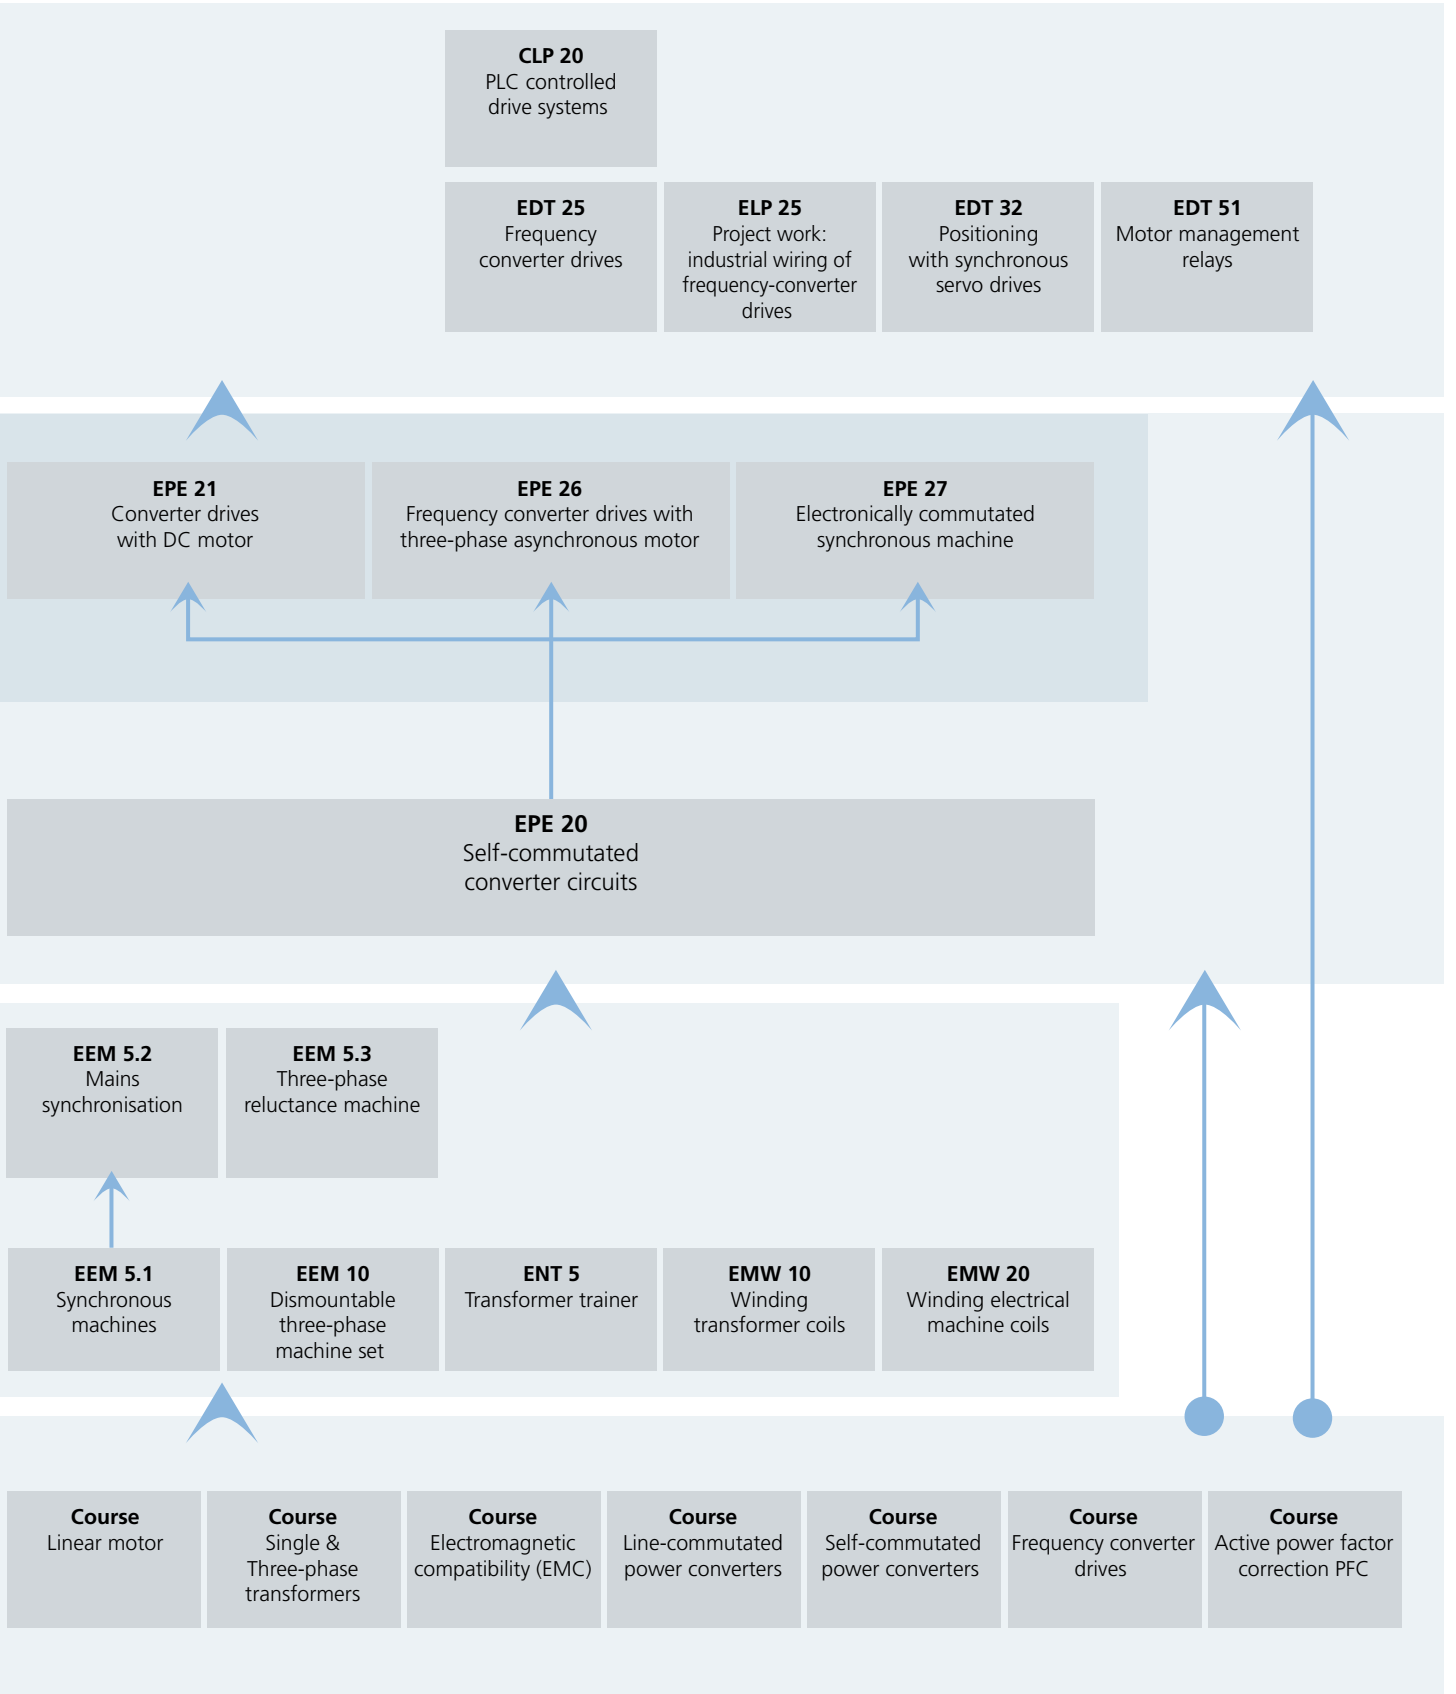 CLP 20
PLC controlled
drive systems
EDT 25
Frequency
converter drives
ELP 25
Project work:
industrial wiring of
frequency-converter
drives
EDT 32
Positioning
with synchronous
servo drives
EDT 51
Motor management
relays
EPE 21
Converter drives
with DC motor
EPE 26
Frequency converter drives with
three-phase asynchronous motor
EPE 27
Electronically commutated
synchronous machine
EPE 20
Self-commutated
converter circuits
EEM 5.2
Mains
synchronisation
EEM 5.3
Three-phase
reluctance machine
EEM 5.1
Synchronous
machines
EEM 10
Dismountable
three-phase
machine set
ENT 5
Transformer trainer
EMW 10
Winding
transformer coils
EMW 20
Winding electrical
machine coils
Course
Linear motor
Course
Single &
Three-phase
transformers
Course
Electromagnetic
compatibility (EMC)
Course
Line-commutated
power converters
Course
Self-commutated
power converters
Course
Frequency converter
drives
Course
Active power factor
correction PFC